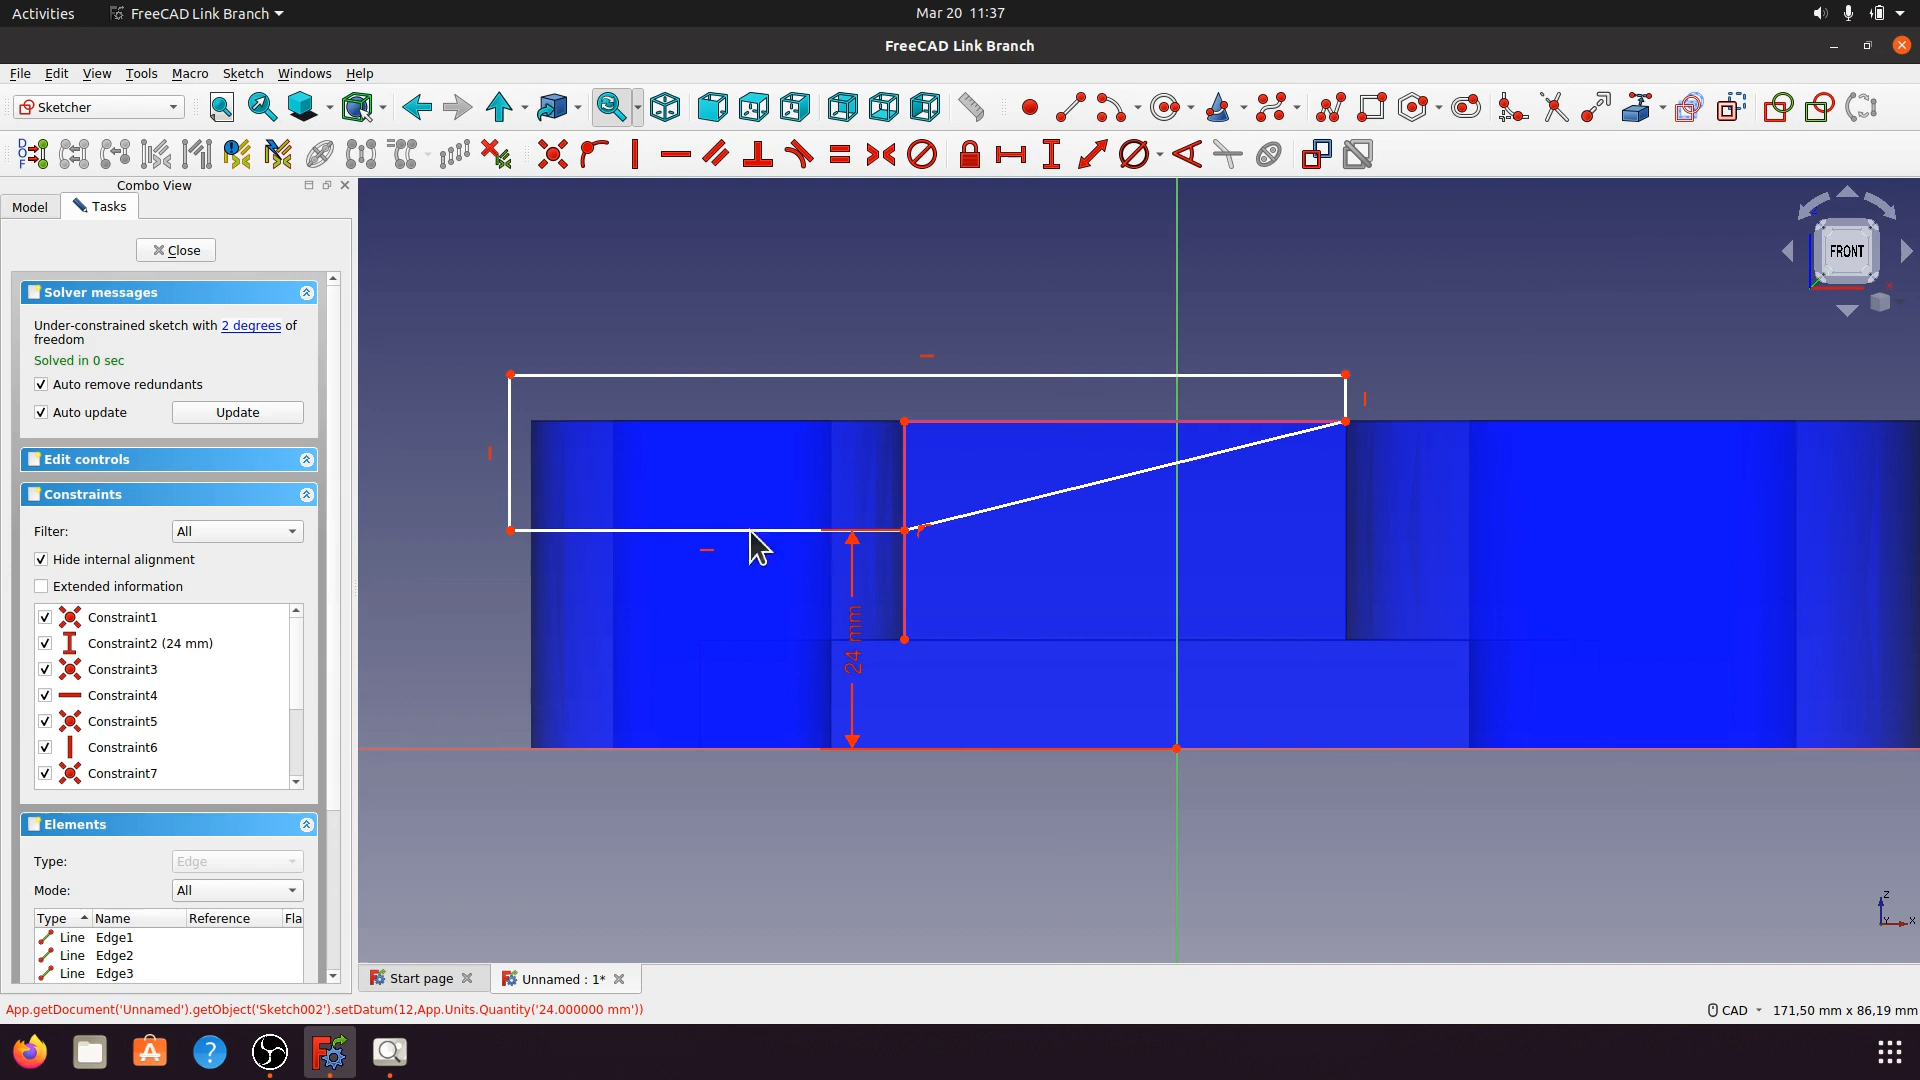 Activities
FreeCAD Link Branch
Mar 20 11:37
FreeCAD Link Branch
File Edit View Tools Macro Sketch Windows Help
Sketcher
Combo View
Model
Tasks
Close
Solver messages
Under-constrained sketch with 2 degrees of
freedom
Solved in 0 sec
Auto remove redundants
Auto update
Update
Edit controls
Constraints
Filter:
All
Hide internal alignment
Extended information
Constraint1
Constraint2 (24 mm)
Constraint3
Constraint4
Constraint5
Constraint6
Constraint7
Elements
Type:
Edge
Mode:
All
Type Name Reference Fla
Line Edge1
Line Edge2
Line Edge3
24 mm
FRONT
Z
Y
X
Start page
Unnamed : 1*
App.getDocument('Unnamed').getObject('Sketch002').setDatum(12,App.Units.Quantity('24.000000 mm'))
CAD
171,50 mm x 86,19 mm